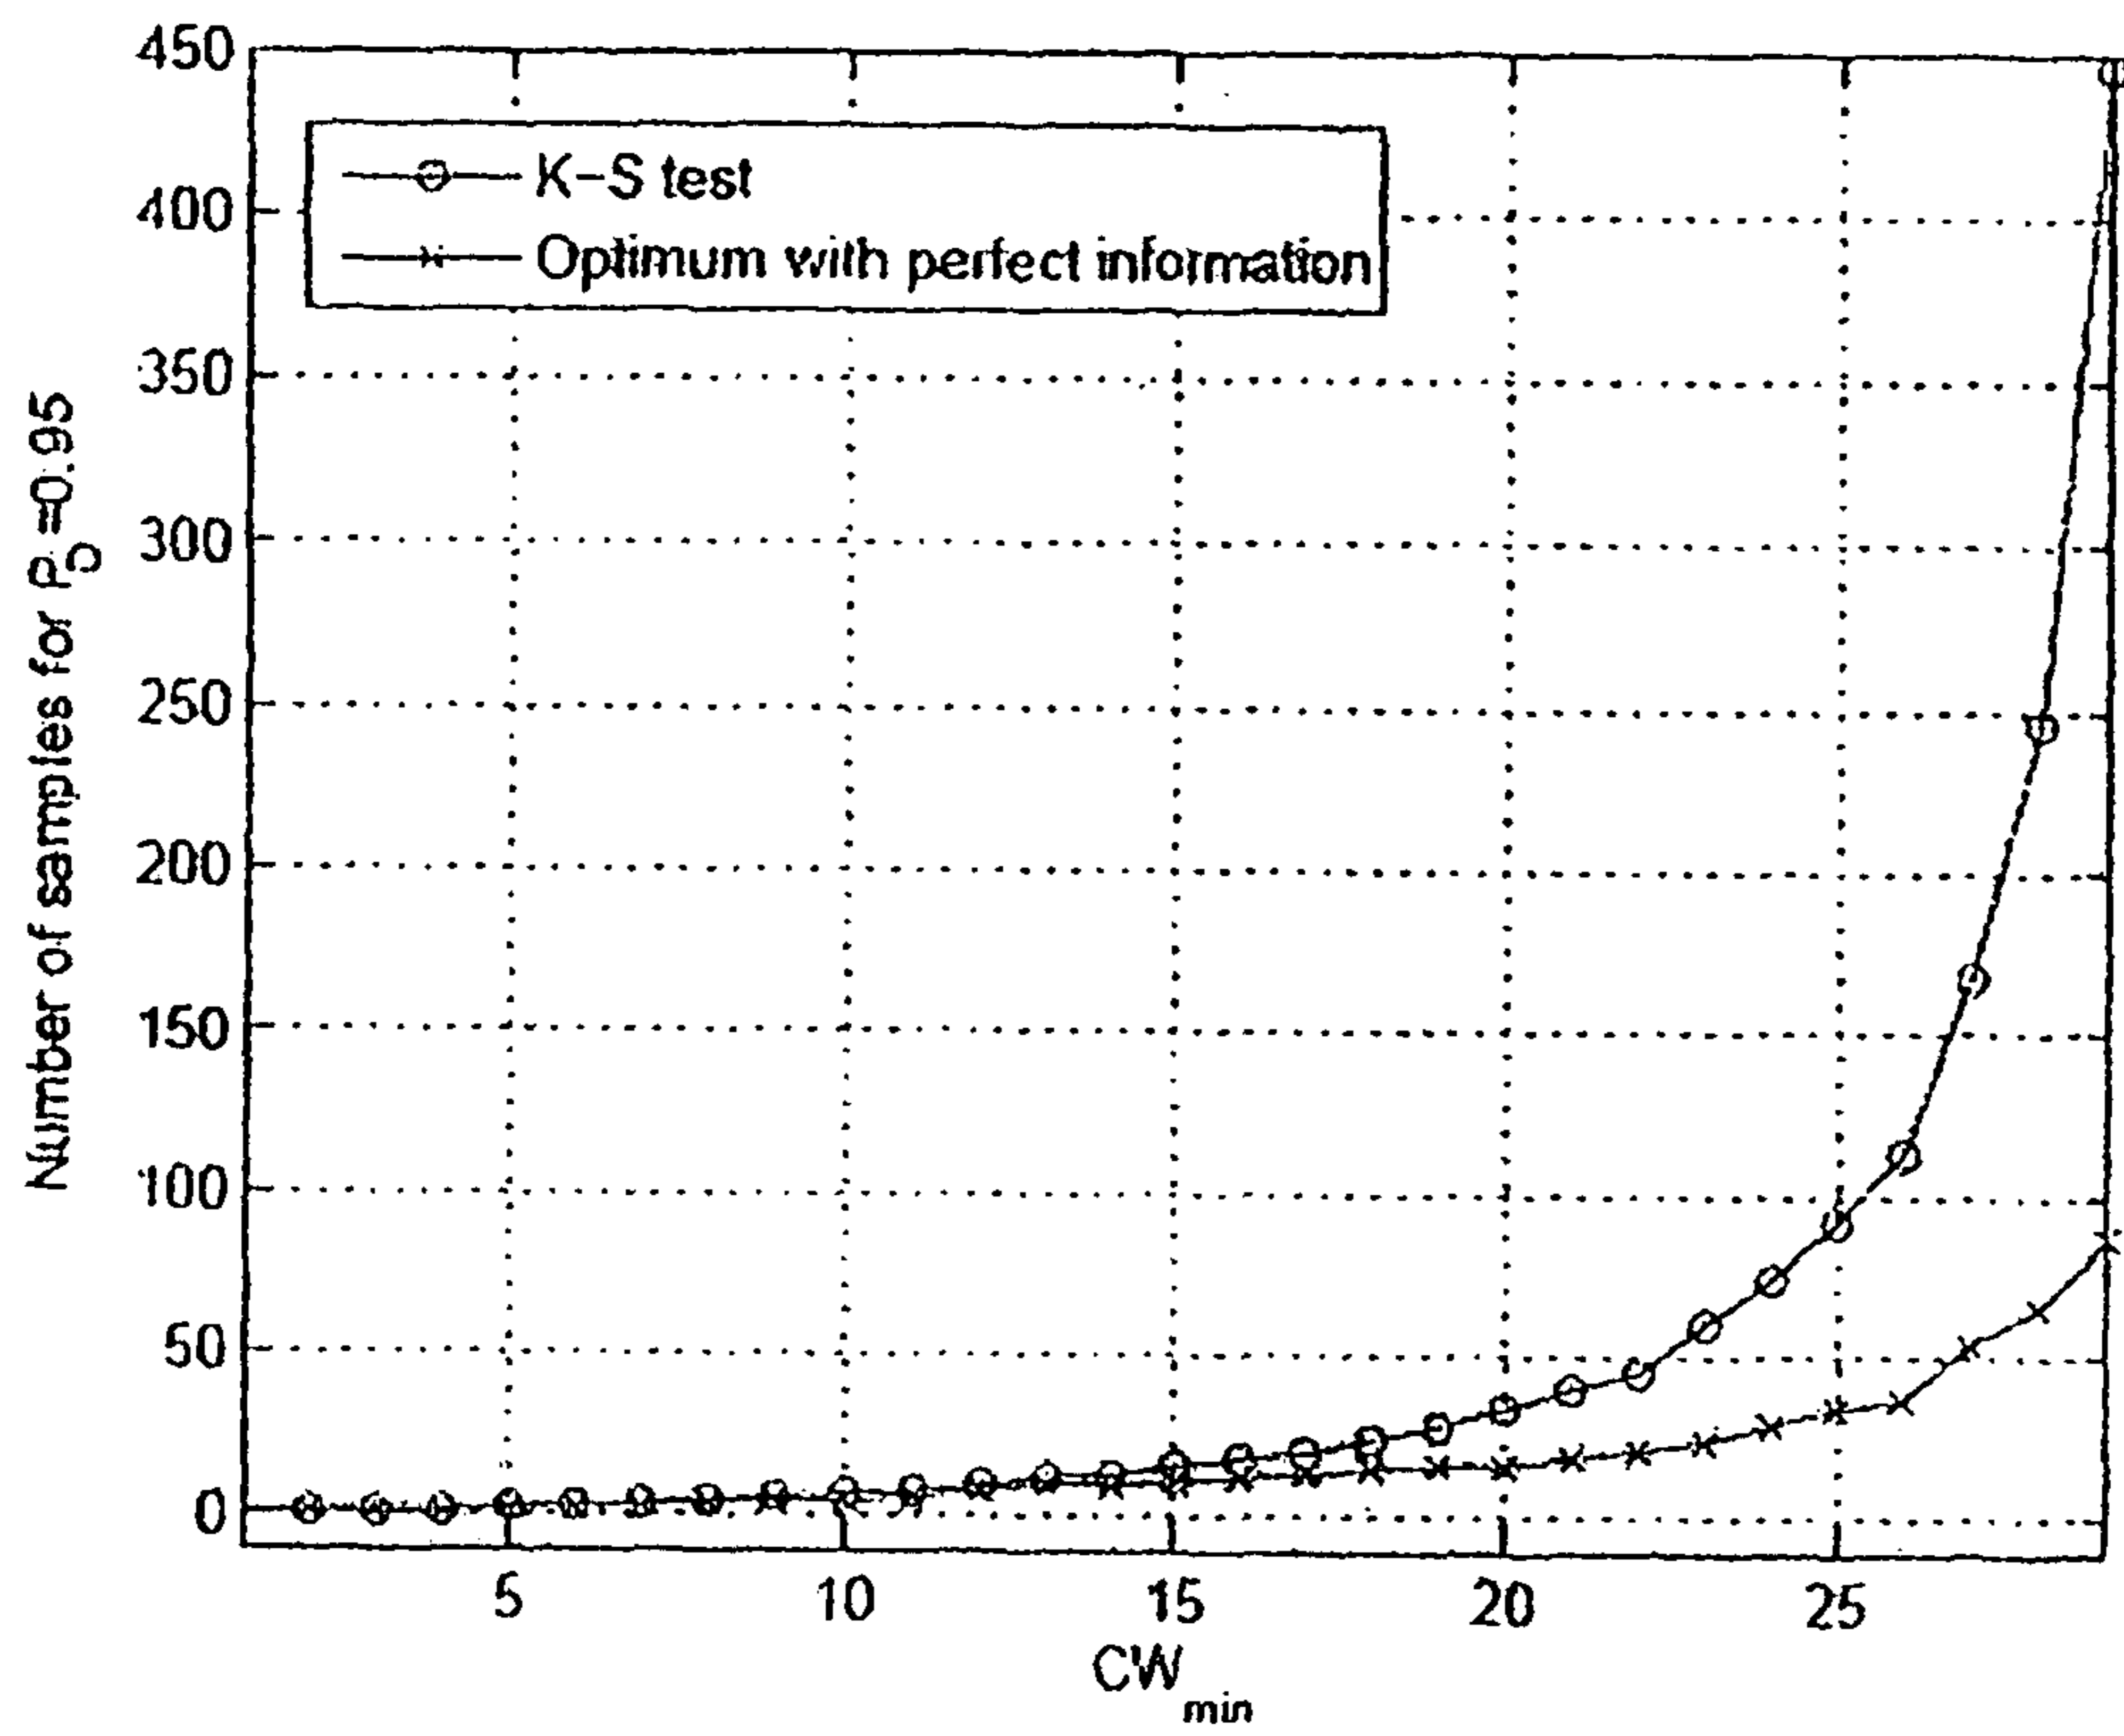 450
400
350
300
250
200
150
100
50
0
Number of samples for P_D=0.95
K-S test
Optimum with perfect information
5 10 15 20 25
CW_min